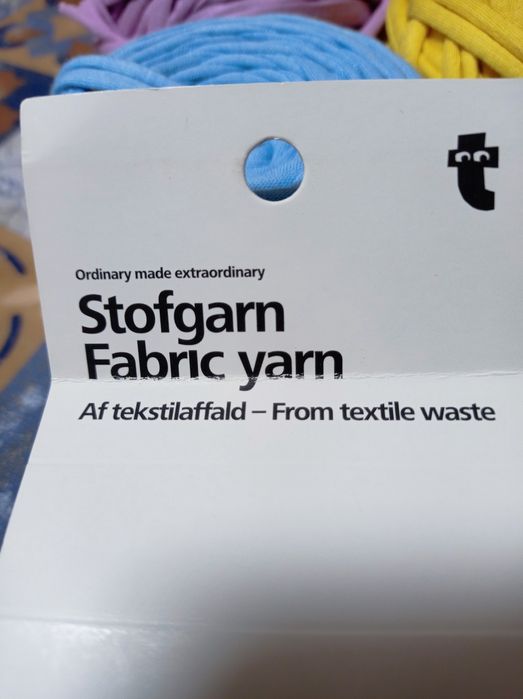 t
Ordinary made extraordinary
Stofgarn
Fabric yarn
Af tekstilaffald – From textile waste